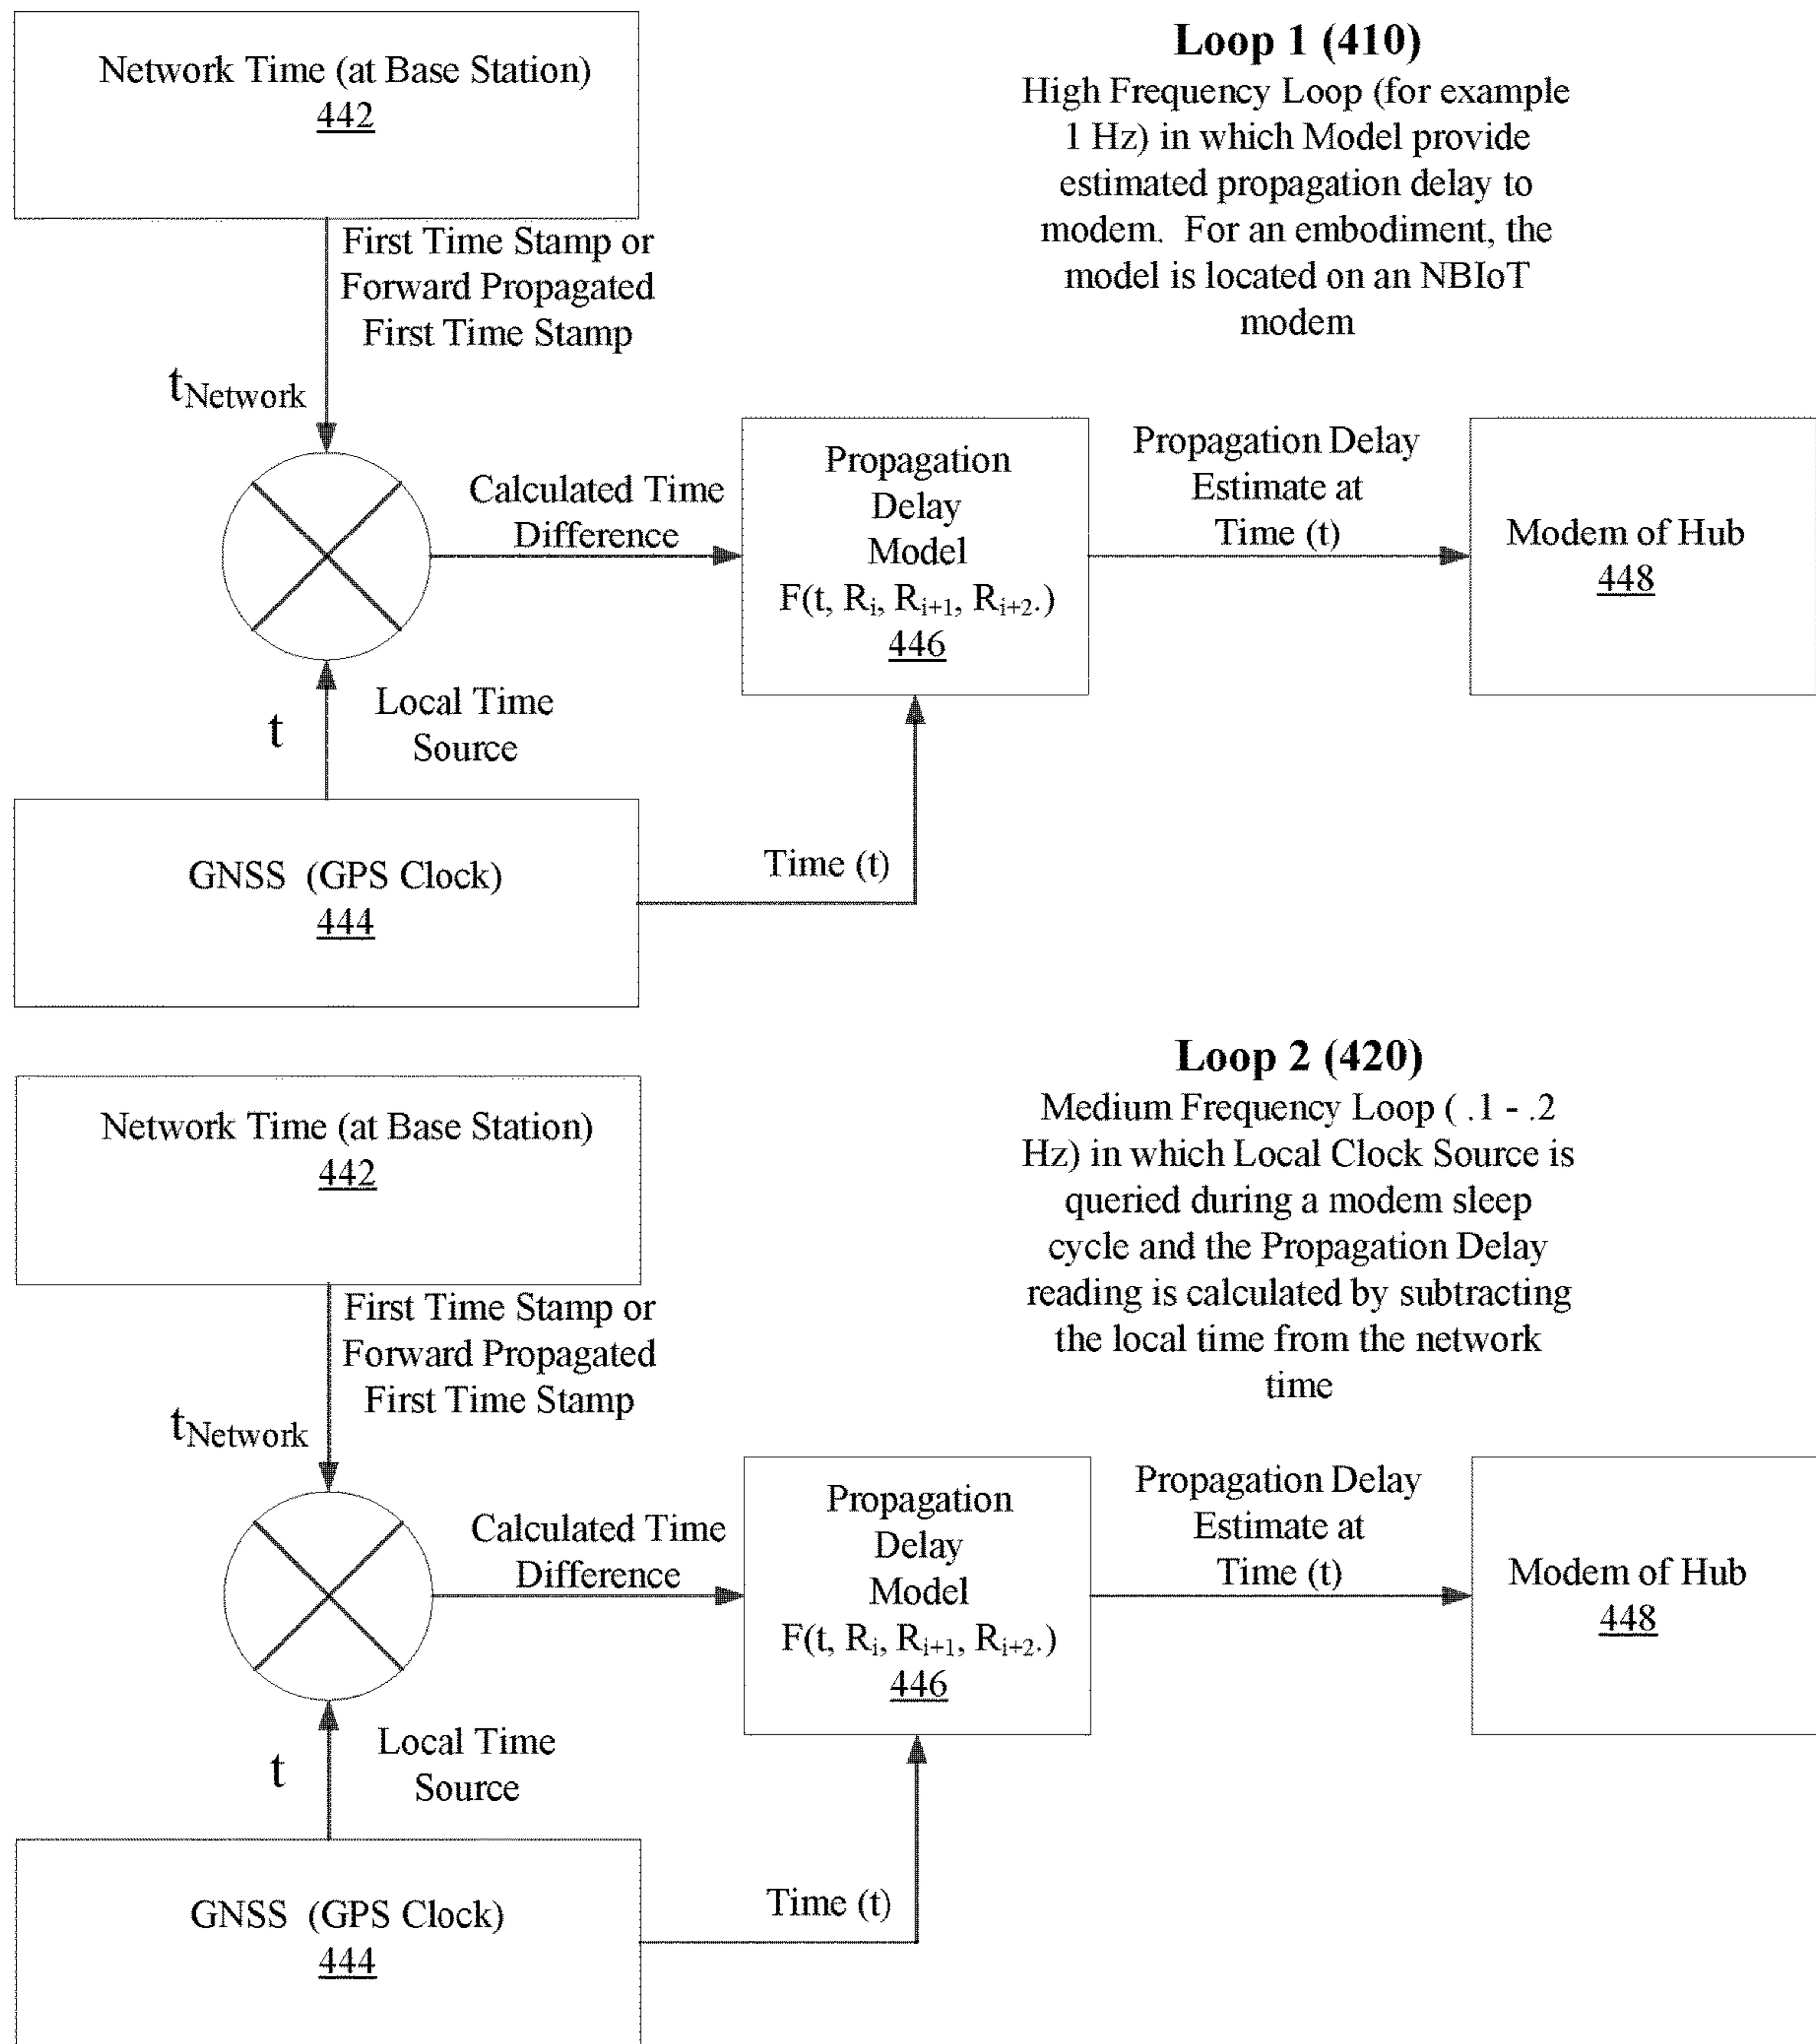 Network Time (at Base Station)
442
Loop 1 (410)
High Frequency Loop (for example
1 Hz) in which Model provide
estimated propagation delay to
modem. For an embodiment, the
model is located on an NBIoT
modem
First Time Stamp or
Forward Propagated
First Time Stamp
tNetwork
Calculated Time
Difference
Propagation
Delay
Model
F(t, Ri, Ri+1, Ri+2.)
446
Propagation Delay
Estimate at
Time (t)
Modem of Hub
448
t
Local Time
Source
GNSS (GPS Clock)
444
Time (t)
Network Time (at Base Station)
442
Loop 2 (420)
Medium Frequency Loop ( .1 - .2
Hz) in which Local Clock Source is
queried during a modem sleep
cycle and the Propagation Delay
reading is calculated by subtracting
the local time from the network
time
First Time Stamp or
Forward Propagated
First Time Stamp
tNetwork
Calculated Time
Difference
Propagation
Delay
Model
F(t, Ri, Ri+1, Ri+2.)
446
Propagation Delay
Estimate at
Time (t)
Modem of Hub
448
t
Local Time
Source
GNSS (GPS Clock)
444
Time (t)